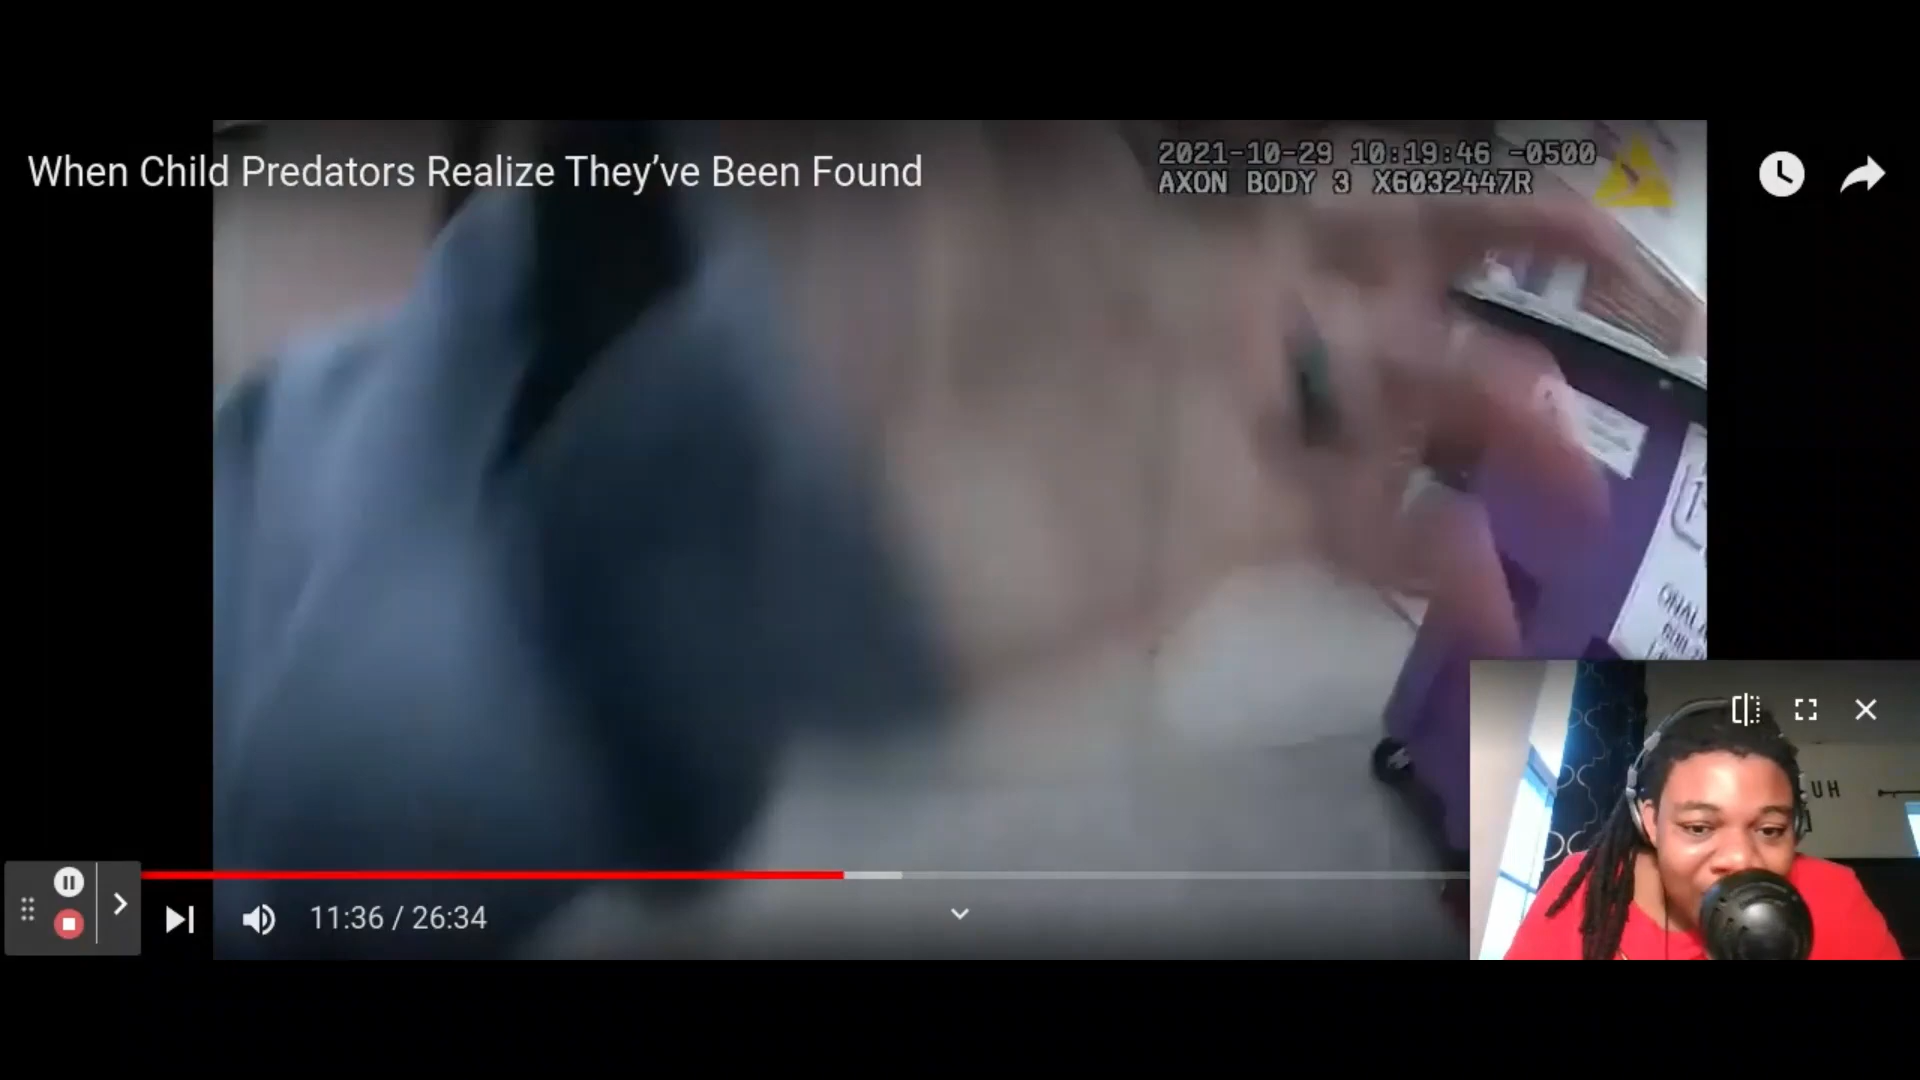 When Child Predators Realize They’ve Been Found
2021-10-29 10:19:46 -0500
AXON BODY 3 X6032447R
UH
11:36 / 26:34